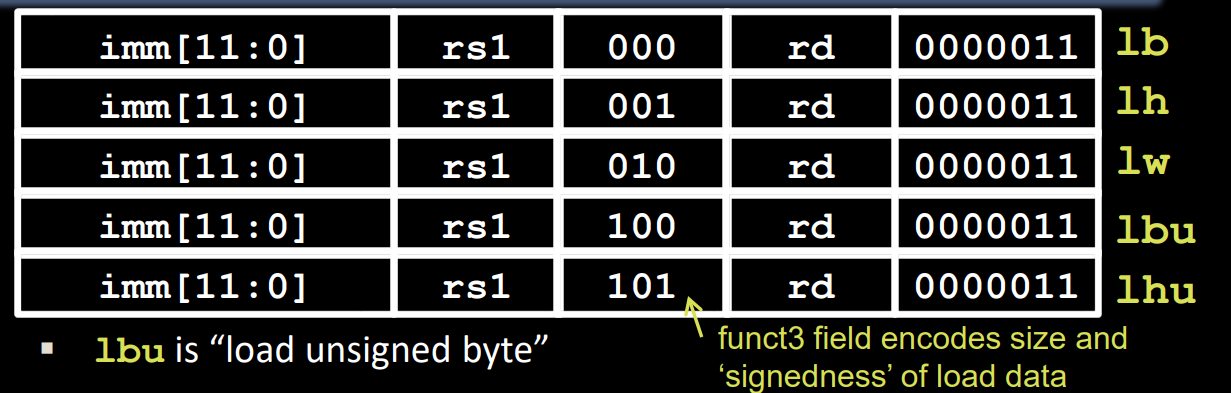 imm[11:0] rs1 000 rd 0000011 lb
imm[11:0] rs1 001 rd 0000011 lh
imm[11:0] rs1 010 rd 0000011 lw
imm[11:0] rs1 100 rd 0000011 lbu
imm[11:0] rs1 101 rd 0000011 lhu
▪ lbu is “load unsigned byte”
funct3 field encodes size and
‘signedness’ of load data